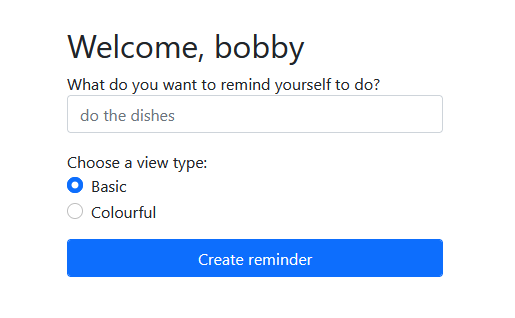 Welcome, bobby
What do you want to remind yourself to do?
do the dishes
Choose a view type:
Basic
Colourful
Create reminder